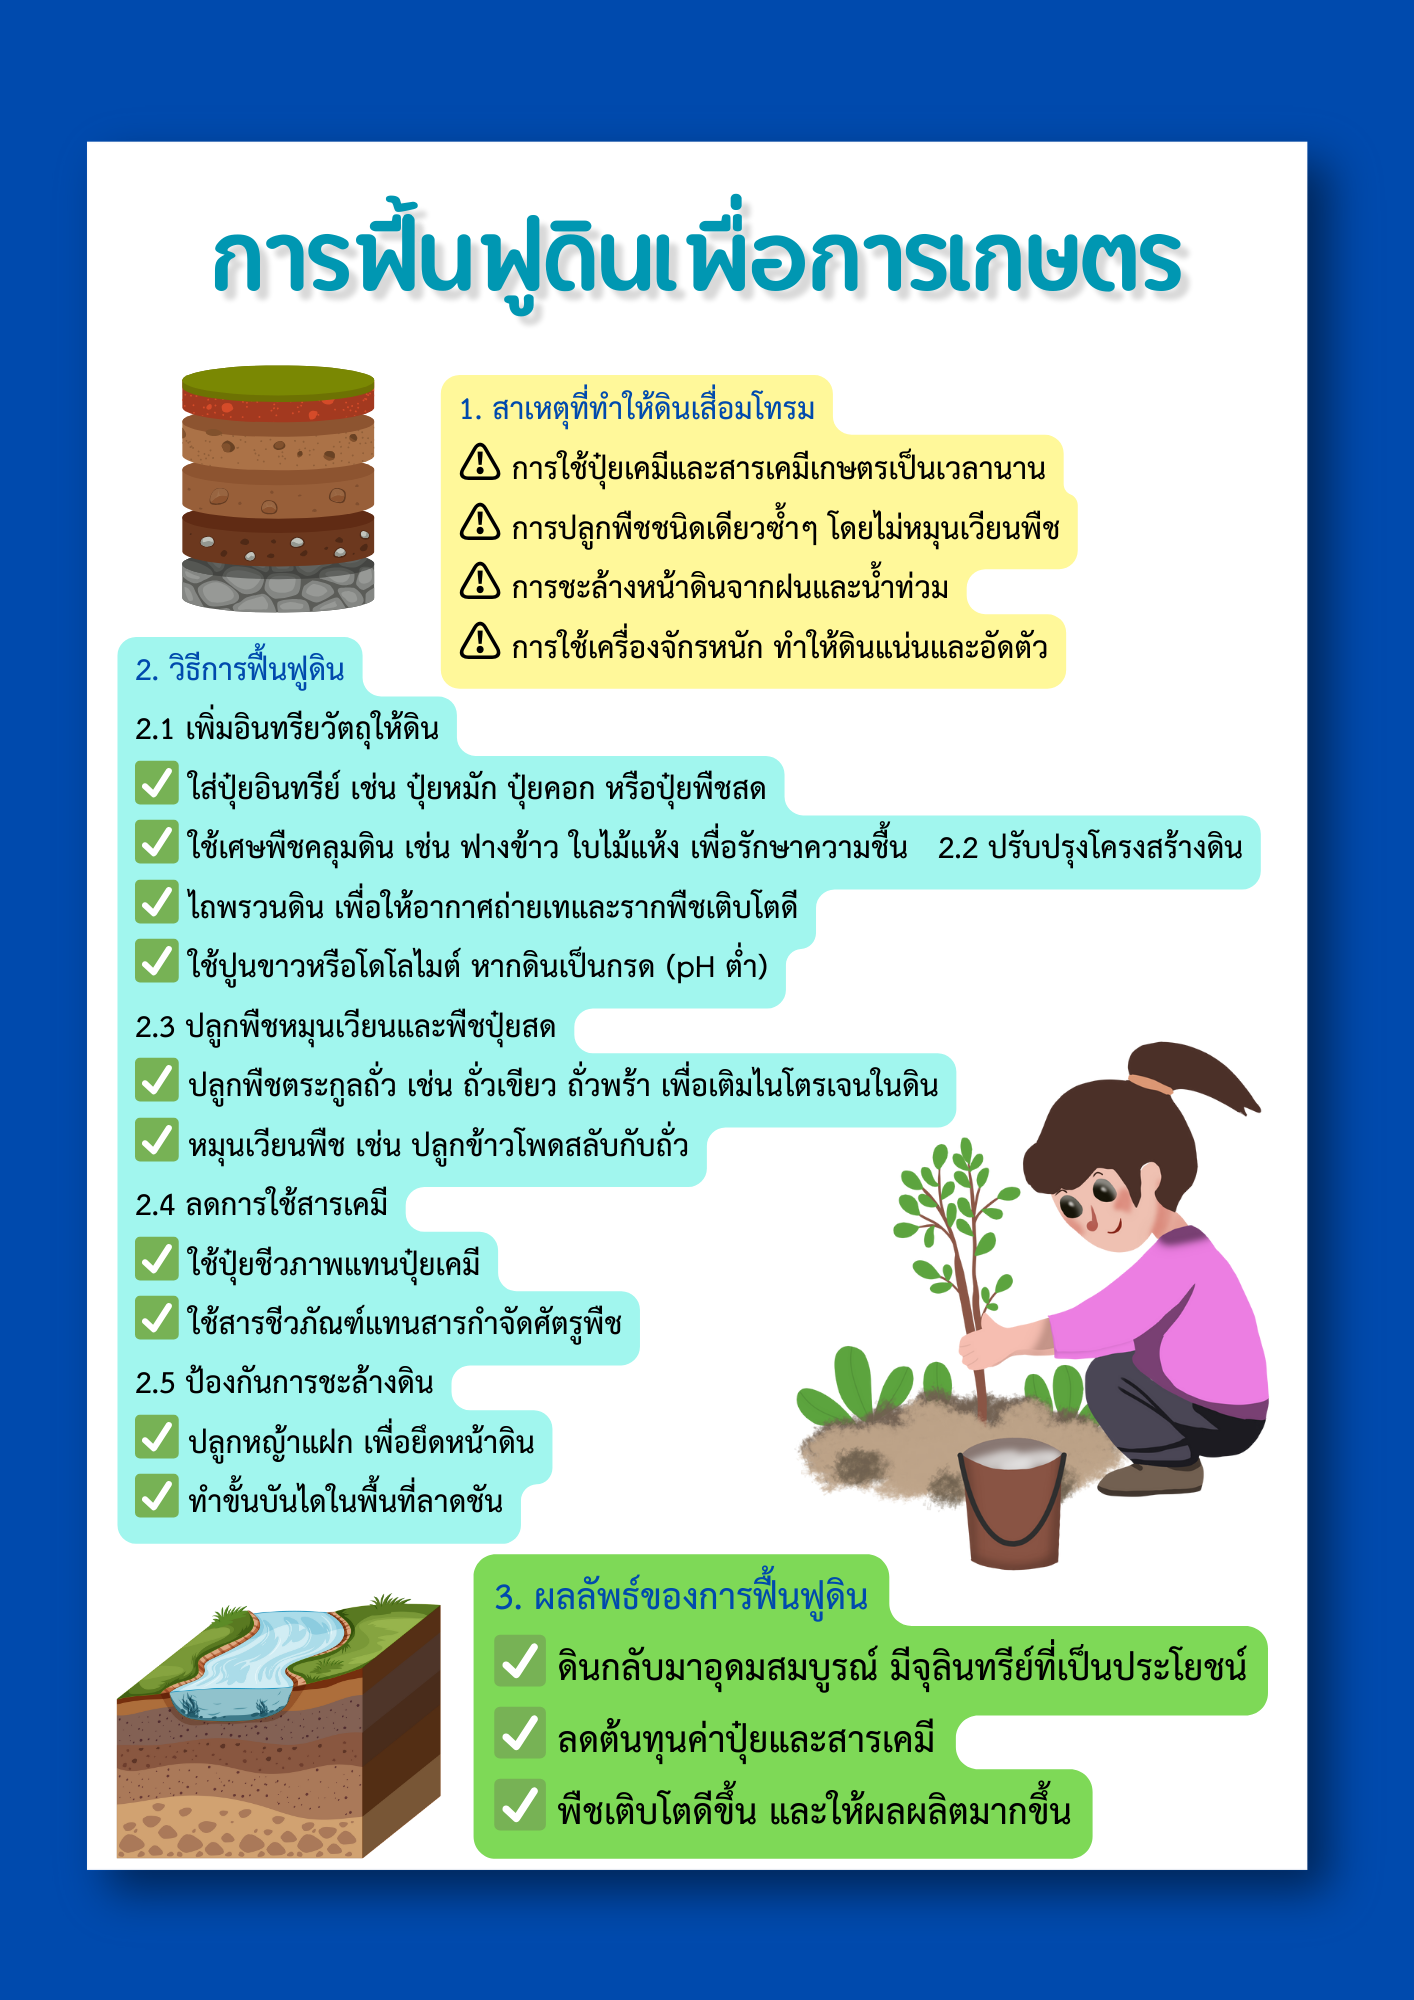 การฟื้นฟูดินเพื่อการเกษตร
1. สาเหตุที่ทำให้ดินเสื่อมโทรม
⚠ การใช้ปุ๋ยเคมีและสารเคมีเกษตรเป็นเวลานาน
⚠ การปลูกพืชชนิดเดียวซ้ำๆ โดยไม่หมุนเวียนพืช
⚠ การชะล้างหน้าดินจากฝนและน้ำท่วม
⚠ การใช้เครื่องจักรหนัก ทำให้ดินแน่นและอัดตัว
2. วิธีการฟื้นฟูดิน
2.1 เพิ่มอินทรียวัตถุให้ดิน
✅ ใส่ปุ๋ยอินทรีย์ เช่น ปุ๋ยหมัก ปุ๋ยคอก หรือปุ๋ยพืชสด
✅ ใช้เศษพืชคลุมดิน เช่น ฟางข้าว ใบไม้แห้ง เพื่อรักษาความชื้น 2.2 ปรับปรุงโครงสร้างดิน
✅ ไถพรวนดิน เพื่อให้อากาศถ่ายเทและรากพืชเติบโตดี
✅ ใช้ปูนขาวหรือโดโลไมต์ หากดินเป็นกรด (pH ต่ำ)
2.3 ปลูกพืชหมุนเวียนและพืชปุ๋ยสด
✅ ปลูกพืชตระกูลถั่ว เช่น ถั่วเขียว ถั่วพร้า เพื่อเติมไนโตรเจนในดิน
✅ หมุนเวียนพืช เช่น ปลูกข้าวโพดสลับกับถั่ว
2.4 ลดการใช้สารเคมี
✅ ใช้ปุ๋ยชีวภาพแทนปุ๋ยเคมี
✅ ใช้สารชีวภัณฑ์แทนสารกำจัดศัตรูพืช
2.5 ป้องกันการชะล้างดิน
✅ ปลูกหญ้าแฝก เพื่อยึดหน้าดิน
✅ ทำขั้นบันไดในพื้นที่ลาดชัน
3. ผลลัพธ์ของการฟื้นฟูดิน
✅ ดินกลับมาอุดมสมบูรณ์ มีจุลินทรีย์ที่เป็นประโยชน์
✅ ลดต้นทุนค่าปุ๋ยและสารเคมี
✅ พืชเติบโตดีขึ้น และให้ผลผลิตมากขึ้น